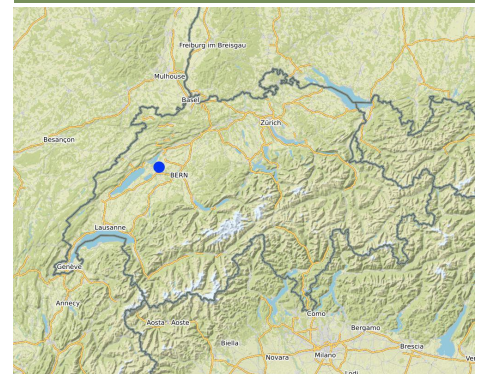 Freiburg im Breisgau
Mulhouse
Basel
Zürich
Besançon
BERN
Lausanne
Genève
Annecy
Aosta - Aoste
Como
Biella
Bergamo
Novara
Milano
Brescia